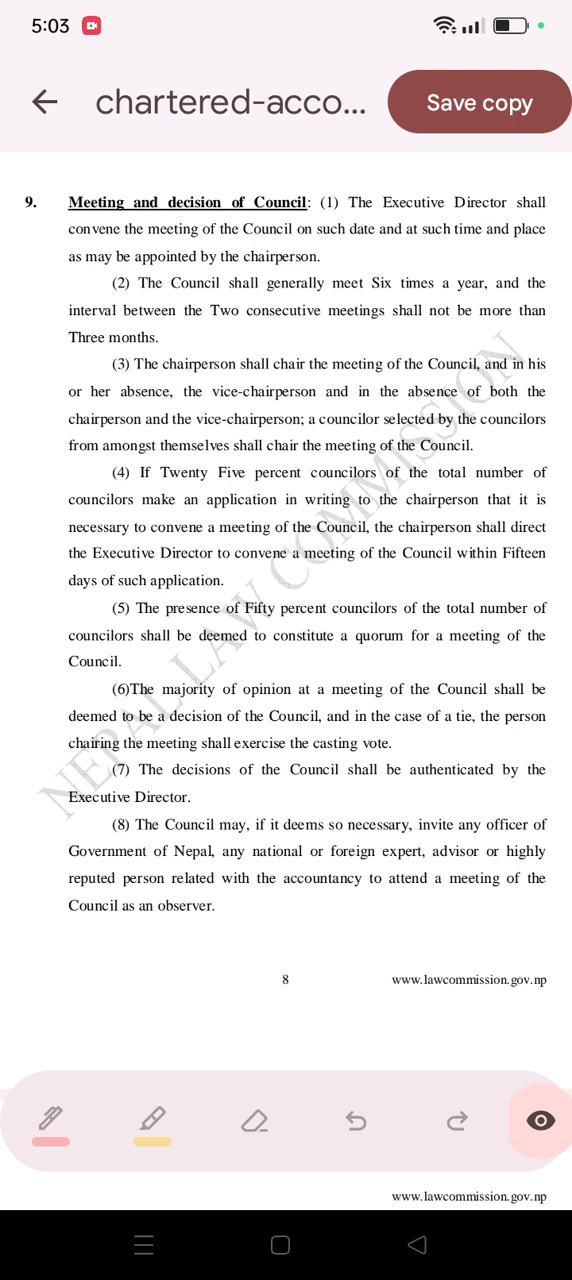 5:03
chartered-acco...
Save copy
9. Meeting and decision of Council: (1) The Executive Director shall
convene the meeting of the Council on such date and at such time and place
as may be appointed by the chairperson.
(2) The Council shall generally meet Six times a year, and the
interval between the Two consecutive meetings shall not be more than
Three months.
(3) The chairperson shall chair the meeting of the Council, and in his
or her absence, the vice-chairperson and in the absence of both the
chairperson and the vice-chairperson; a councilor selected by the councilors
from amongst themselves shall chair the meeting of the Council.
(4) If Twenty Five percent councilors of the total number of
councilors make an application in writing to the chairperson that it is
necessary to convene a meeting of the Council, the chairperson shall direct
the Executive Director to convene a meeting of the Council within Fifteen
days of such application.
(5) The presence of Fifty percent councilors of the total number of
councilors shall be deemed to constitute a quorum for a meeting of the
Council.
(6)The majority of opinion at a meeting of the Council shall be
deemed to be a decision of the Council, and in the case of a tie, the person
chairing the meeting shall exercise the casting vote.
(7) The decisions of the Council shall be authenticated by the
Executive Director.
(8) The Council may, if it deems so necessary, invite any officer of
Government of Nepal, any national or foreign expert, advisor or highly
reputed person related with the accountancy to attend a meeting of the
Council as an observer.
NEPAL LAW COMMISSION
8 www.lawcommission.gov.np
www.lawcommission.gov.np